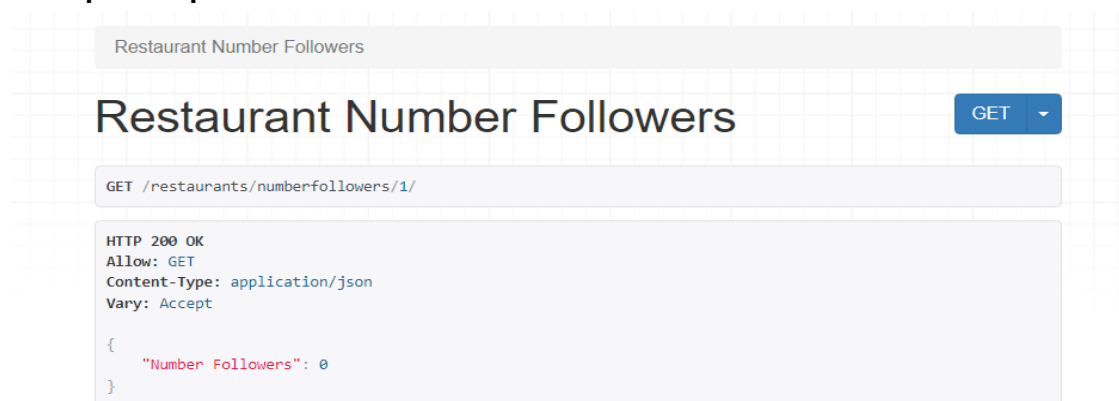 Restaurant Number Followers
Restaurant Number Followers
GET
GET /restaurants/numberfollowers/1/
HTTP 200 OK
Allow: GET
Content-Type: application/json
Vary: Accept
{
    "Number Followers": 0
}